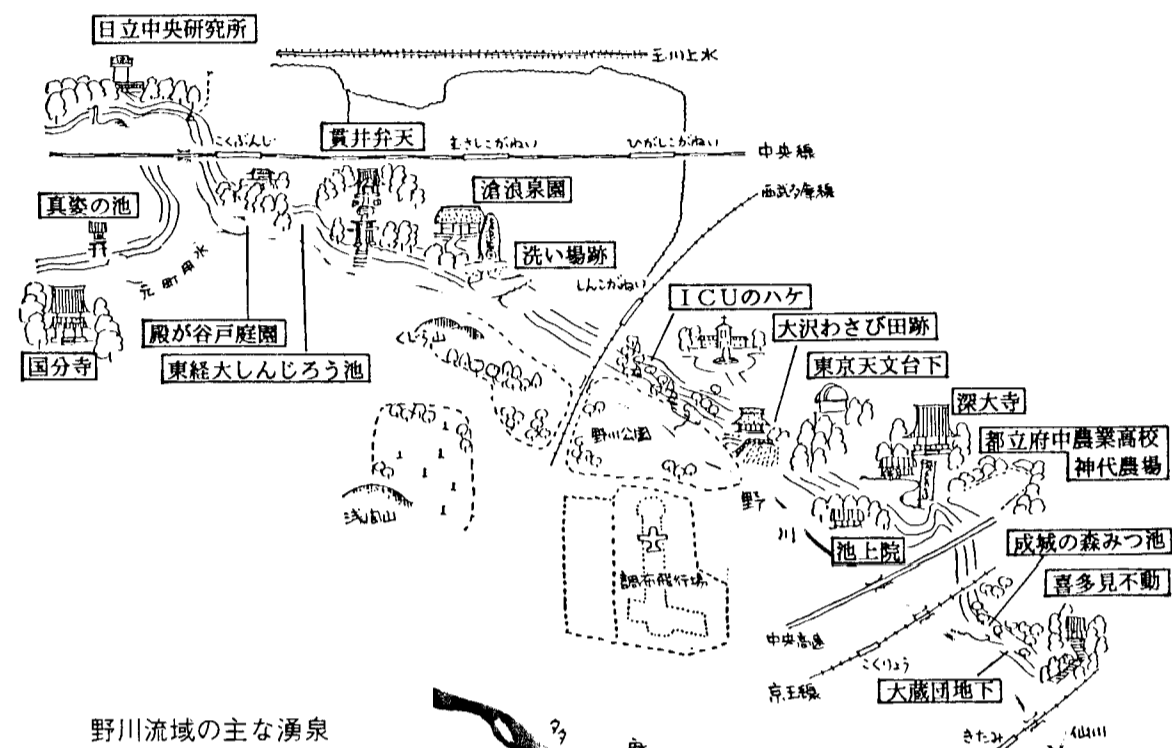 日立中央研究所
玉川上水
こくぶんじ
貫井弁天
むさしこがねい
ひがしこがねい
中央線
西武多摩線
滄浪泉園
真姿の池
洗い場跡
しんこがねい
元町用水
ICUのハケ
大沢わさび田跡
殿が谷戸庭園
国分寺
東経大しんじろう池
東京天文台下
深大寺
都立府中農業高校
神代農場
野川公園
浅間山
野川
池上院
成城の森みつ池
調布飛行場
喜多見不動
中央高速
こくりょう
京王線
大蔵団地下
野川流域の主な湧泉
きたみ
仙川